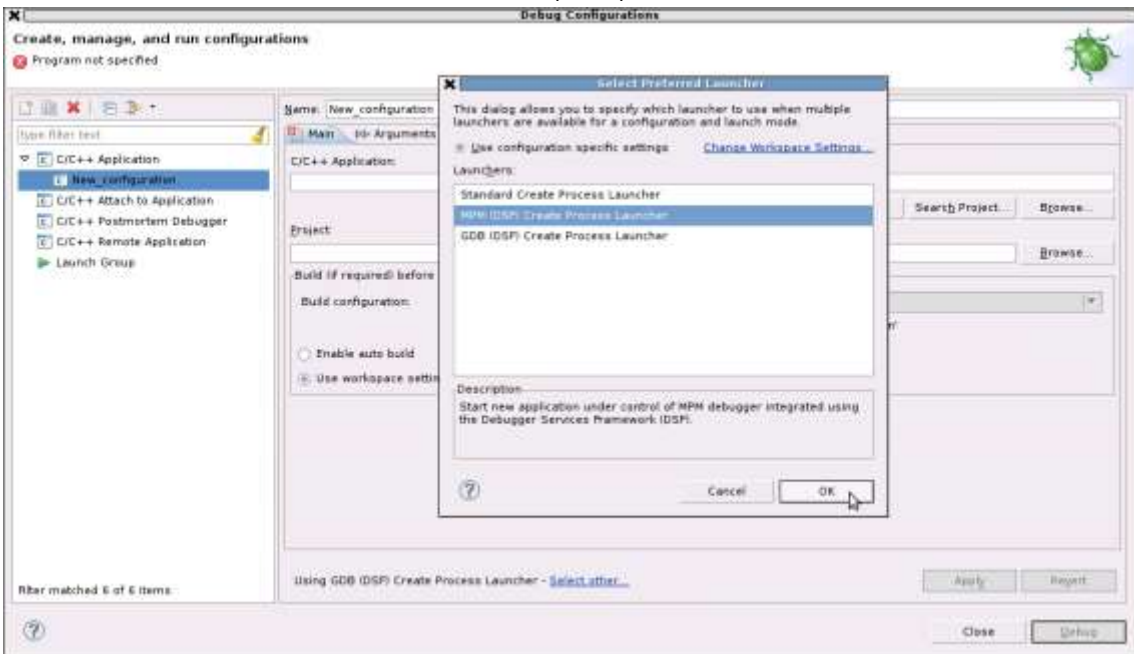 Debug Configurations
Create, manage, and run configurations
Program not specified
type filter text
C/C++ Application
New_configuration
C/C++ Attach to Application
C/C++ Postmortem Debugger
C/C++ Remote Application
Launch Group
Filter matched 6 of 6 items
Name: New_configuration
Main Arguments
C/C++ Application:
Search Project... Browse...
Project:
Browse...
Build (if required) before
Build configuration:
Enable auto build
Use workspace settin
Using GDB (DSF) Create Process Launcher - Select other...
Apply Revert
Close Debug
Select Preferred Launcher
This dialog allows you to specify which launcher to use when multiple
launchers are available for a configuration and launch mode.
Use configuration specific settings Change Workspace Settings...
Launchers:
Standard Create Process Launcher
MPM (DSF) Create Process Launcher
GDB (DSF) Create Process Launcher
Description
Start new application under control of MPM debugger integrated using
the Debugger Services Framework (DSF).
Cancel OK